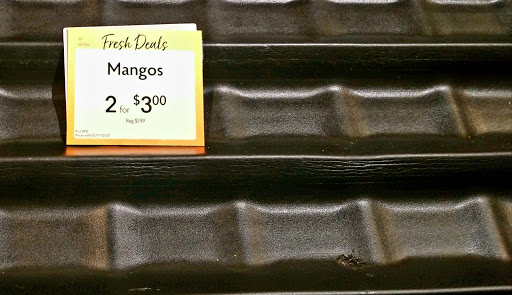 Fresh Deals
Mangos
2 for $3.00
Reg $1.99